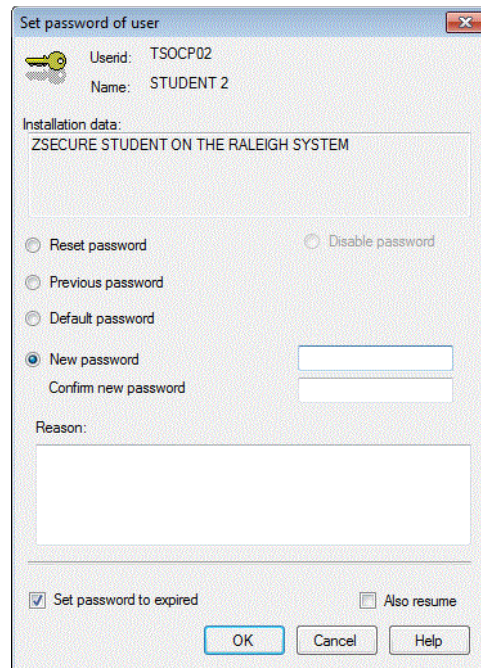 Set password of user
Userid: TSOCP02
Name: STUDENT 2
Installation data:
ZSECURE STUDENT ON THE RALEIGH SYSTEM
Reset password Disable password
Previous password
Default password
New password
Confirm new password
Reason:
Set password to expired Also resume
OK Cancel Help